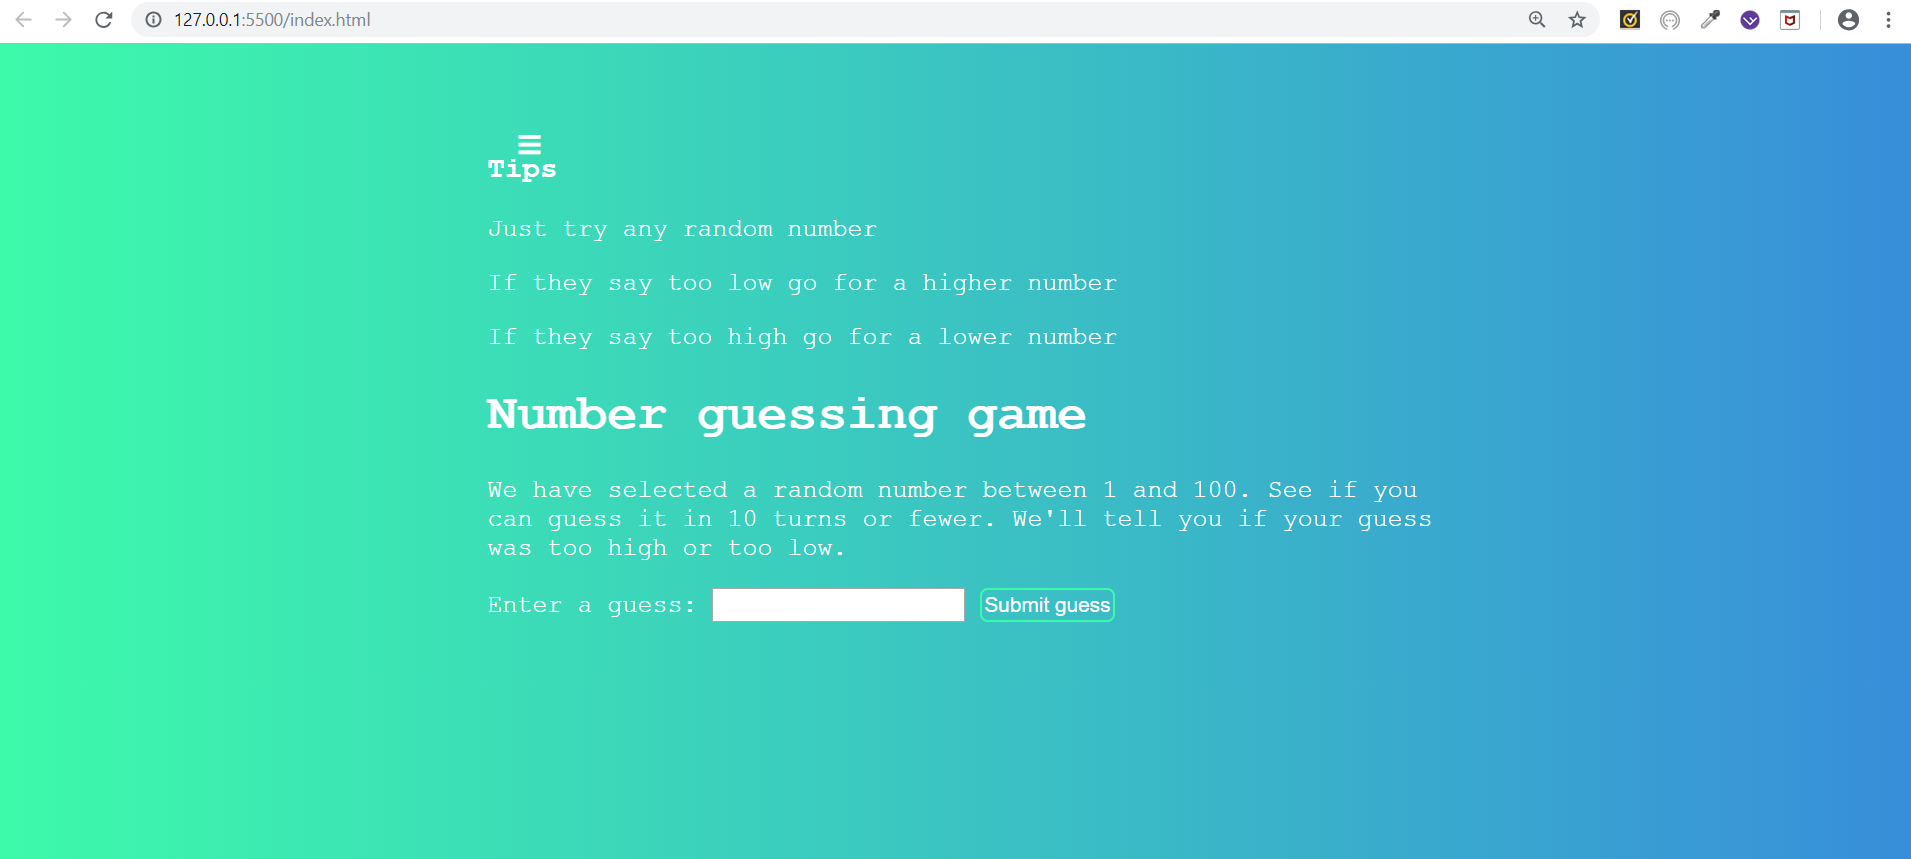 127.0.0.1:5500/index.html
Tips
Just try any random number
If they say too low go for a higher number
If they say too high go for a lower number
Number guessing game
We have selected a random number between 1 and 100. See if you
can guess it in 10 turns or fewer. We'll tell you if your guess
was too high or too low.
Enter a guess: Submit guess